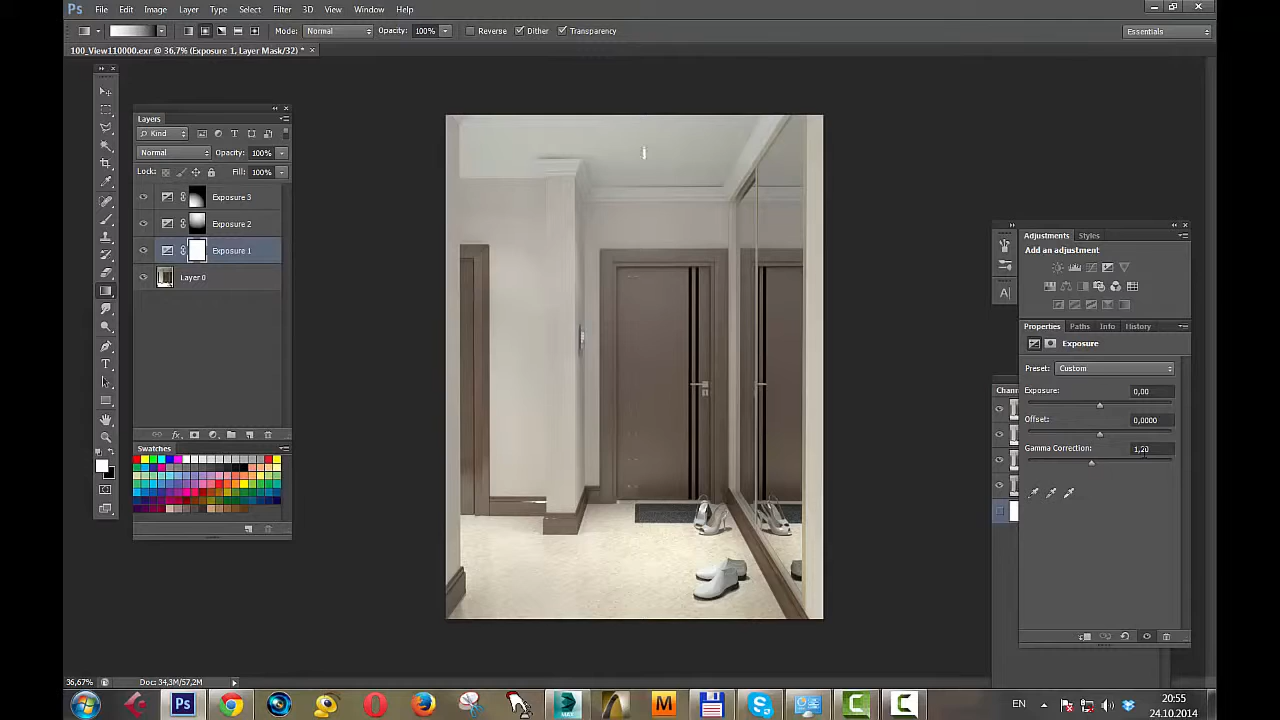 Ps File Edit Image Layer Type Select Filter 3D View Window Help
Mode: Normal Opacity: 100% Reverse Dither Transparency Essentials
100_View110000.exr @ 36,7% (Exposure 1, Layer Mask/32) * ×
Layers
Kind
Normal Opacity: 100%
Lock: Fill: 100%
Exposure 3
Exposure 2
Exposure 1
Layer 0
Swatches
Adjustments Styles
Add an adjustment
Properties Paths Info History
Exposure
Preset: Custom
Exposure: 0,00
Offset: 0,0000
Gamma Correction: 1,20
Chann
36,67% Doc: 34,3M/57,2M
EN 20:55
24.10.2014